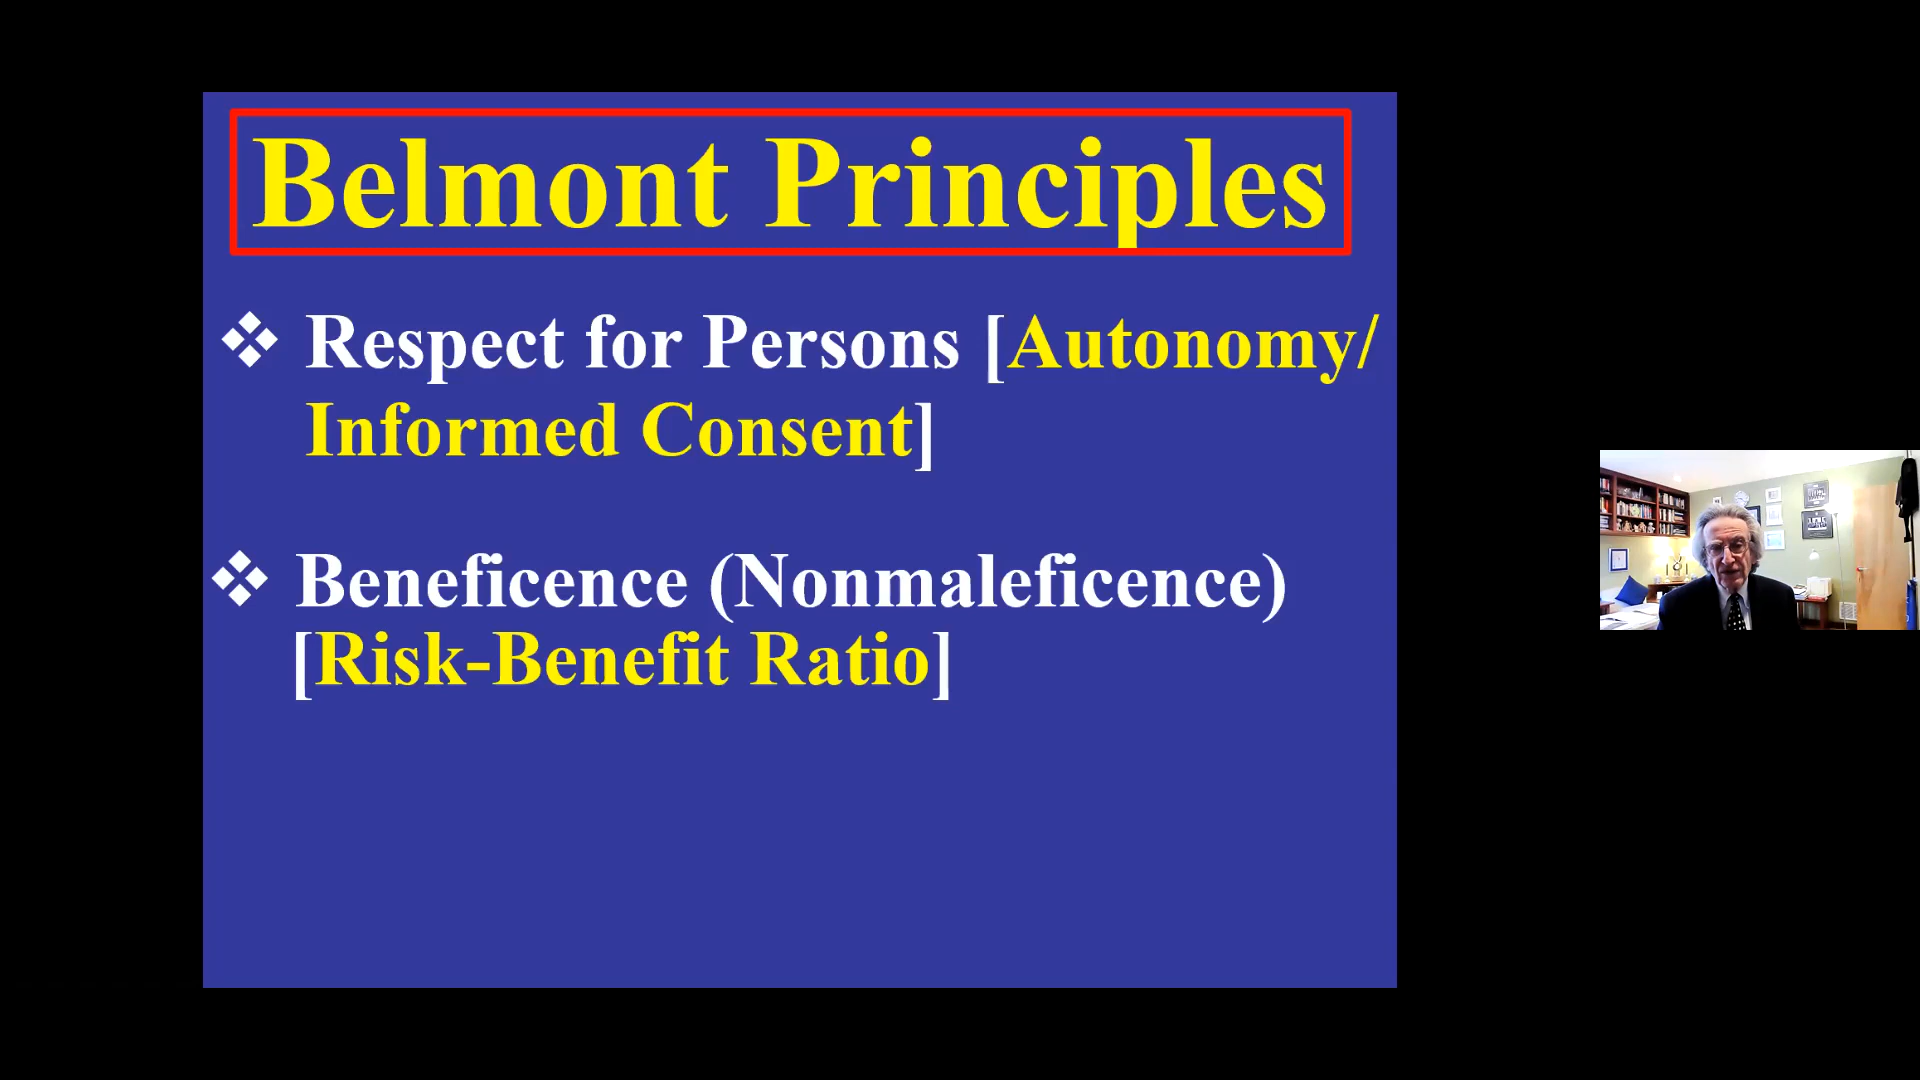 Belmont Principles
❖ Respect for Persons [Autonomy/
Informed Consent]
❖ Beneficence (Nonmaleficence)
[Risk-Benefit Ratio]